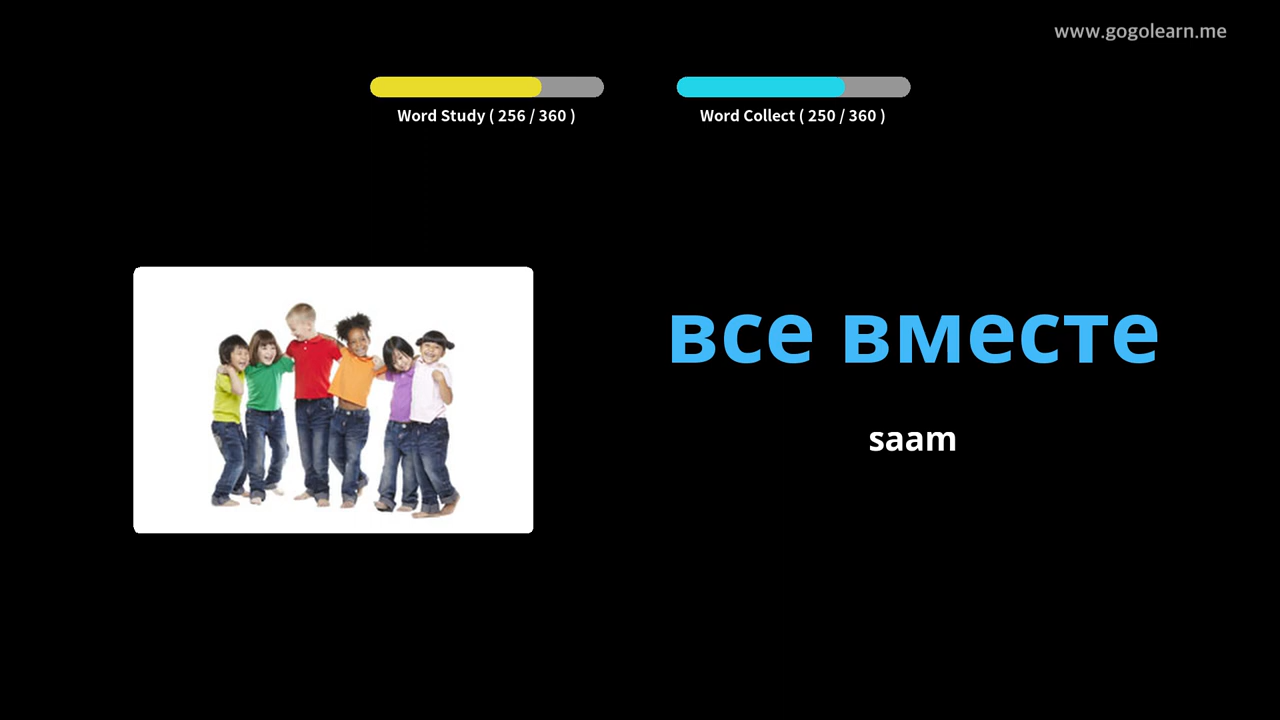 www.gogolearn.me
Word Study ( 256 / 360 )
Word Collect ( 250 / 360 )
все вместе
saam